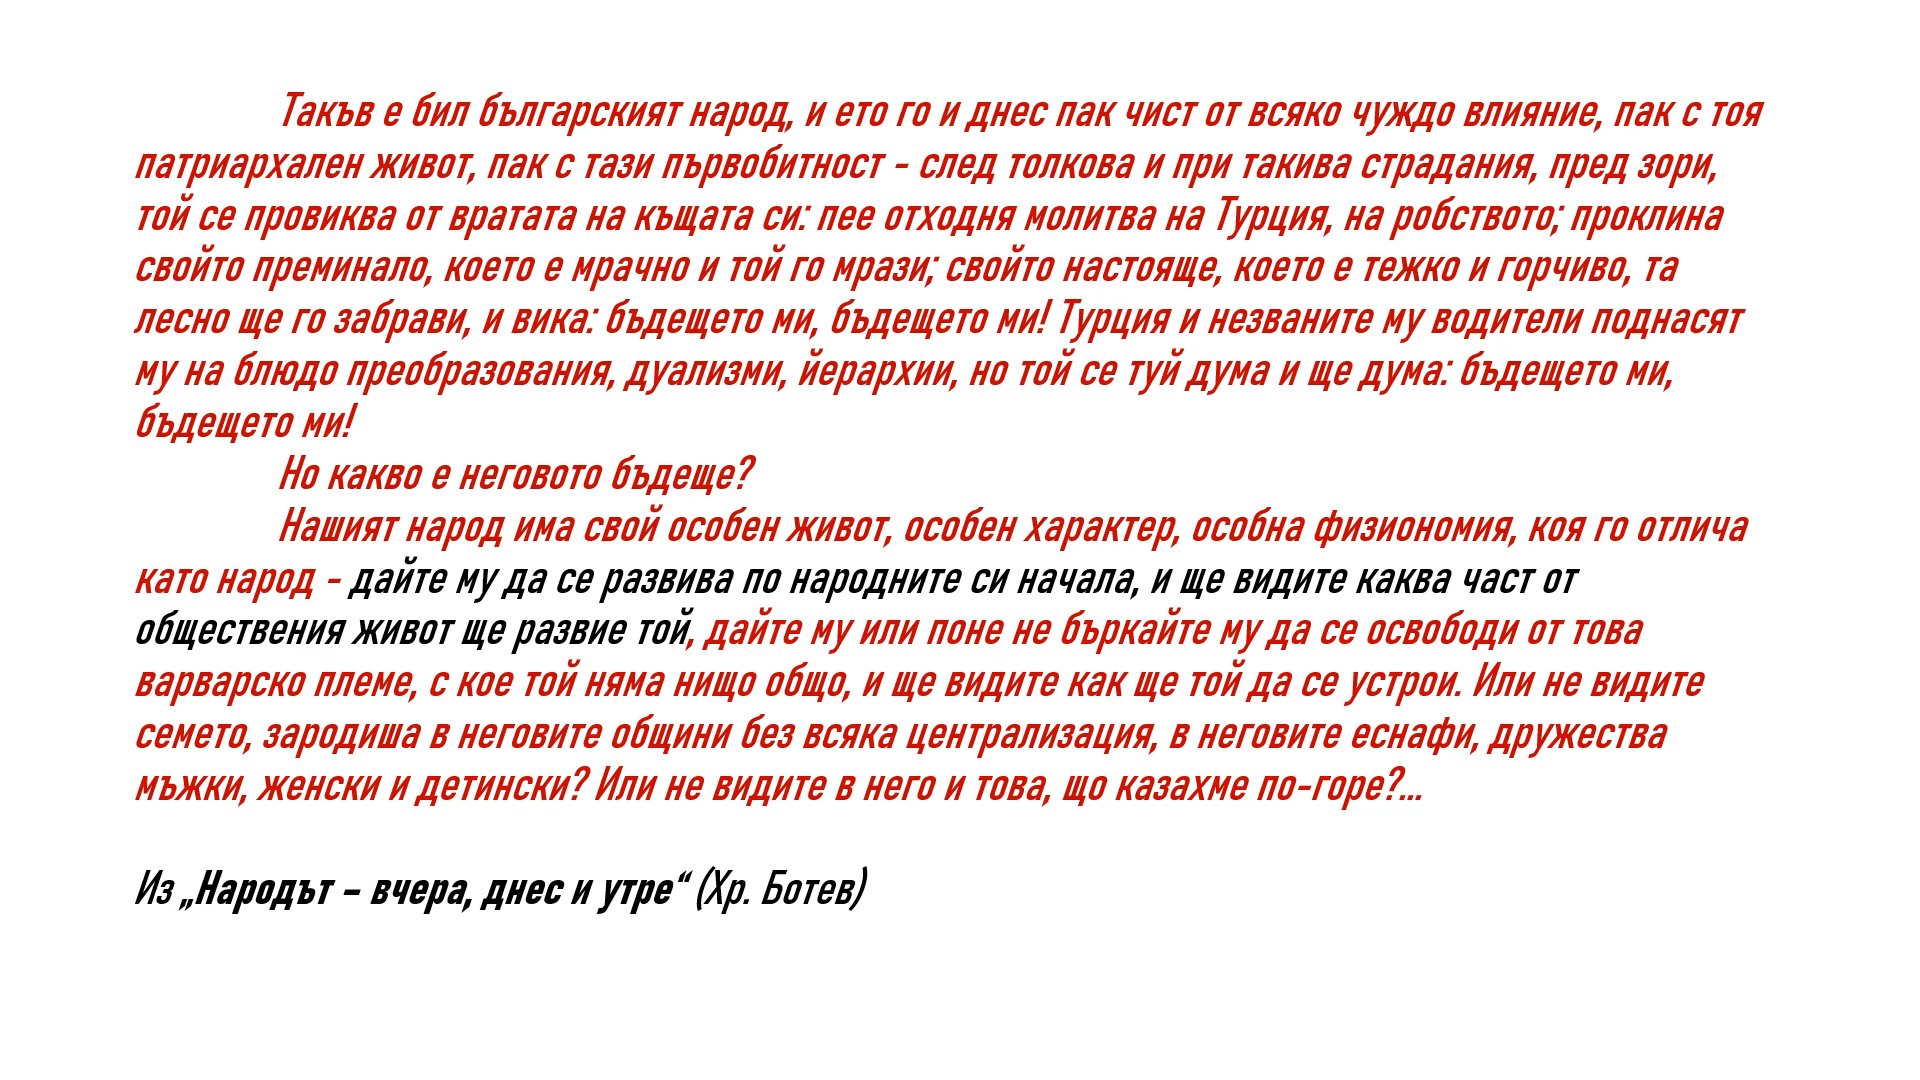 Такъв е бил българският народ, и ето го и днес пак чист от всяко чуждо влияние, пак с тоя
патриархален живот, пак с тази първобитност - след толкова и при такива страдания, пред зори,
той се провиква от вратата на къщата си: пее отходня молитва на Турция, на робството; проклина
свойто преминало, което е мрачно и той го мрази; свойто настояще, което е тежко и горчиво, та
лесно ще го забрави, и вика: бъдещето ми, бъдещето ми! Турция и незваните му водители поднасят
му на блюдо преобразования, дуализми, йерархии, но той се туй дума и ще дума: бъдещето ми,
бъдещето ми!
Но какво е неговото бъдеще?
Нашият народ има свой особен живот, особен характер, особна физиономия, коя го отлича
като народ - дайте му да се развива по народните си начала, и ще видите каква част от
обществения живот ще развие той, дайте му или поне не бъркайте му да се освободи от това
варварско племе, с кое той няма нищо общо, и ще видите как ще той да се устрои. Или не видите
семето, зародиша в неговите общини без всяка централизация, в неговите еснафи, дружества
мъжки, женски и детински? Или не видите в него и това, що казахме по-горе?...
Из „Народът – вчера, днес и утре“ (Хр. Ботев)